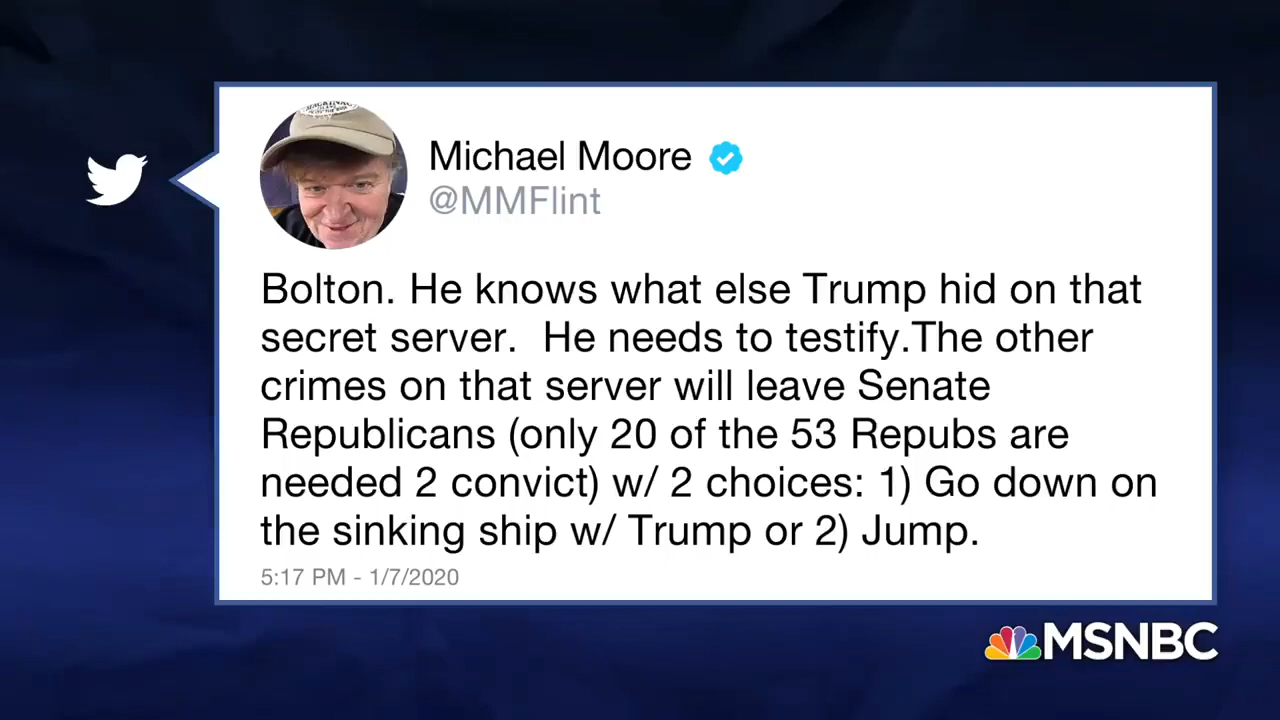 Michael Moore
@MMFlint
Bolton. He knows what else Trump hid on that
secret server.  He needs to testify.The other
crimes on that server will leave Senate
Republicans (only 20 of the 53 Repubs are
needed 2 convict) w/ 2 choices: 1) Go down on
the sinking ship w/ Trump or 2) Jump.
5:17 PM - 1/7/2020
MSNBC